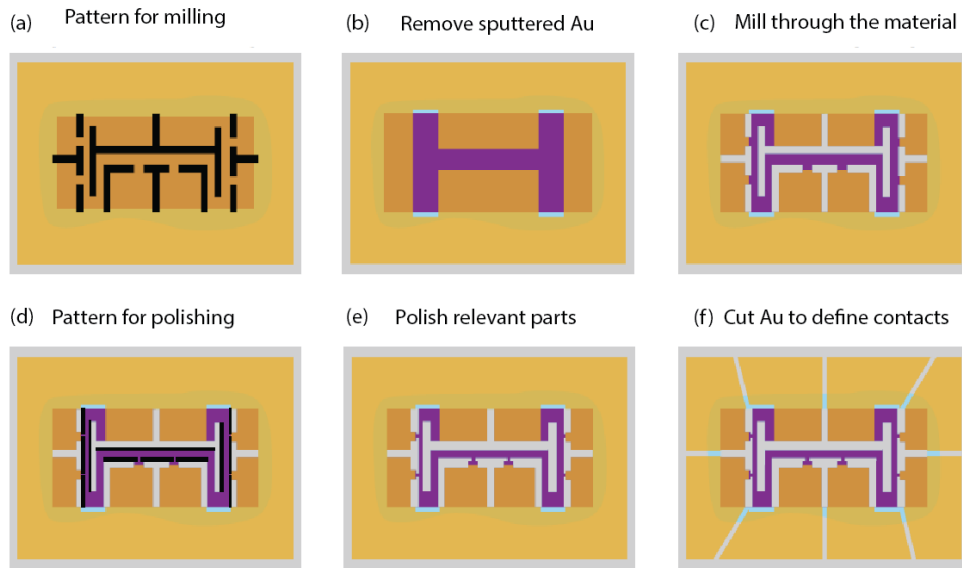 (a) Pattern for milling
(b) Remove sputtered Au
(c) Mill through the material
(d) Pattern for polishing
(e) Polish relevant parts
(f) Cut Au to define contacts